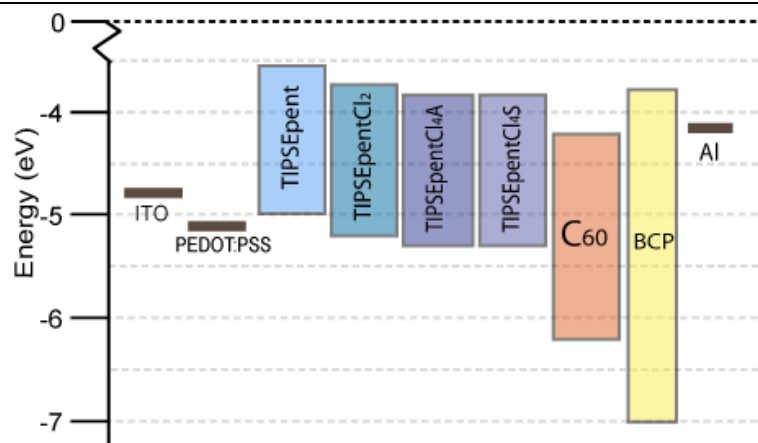 0
-4
-5
-6
-7
Energy (eV)
ITO
PEDOT:PSS
TIPSEpent
TIPSEpentCl₂
TIPSEpentCl₄A
TIPSEpentCl₄S
C₆₀
BCP
Al